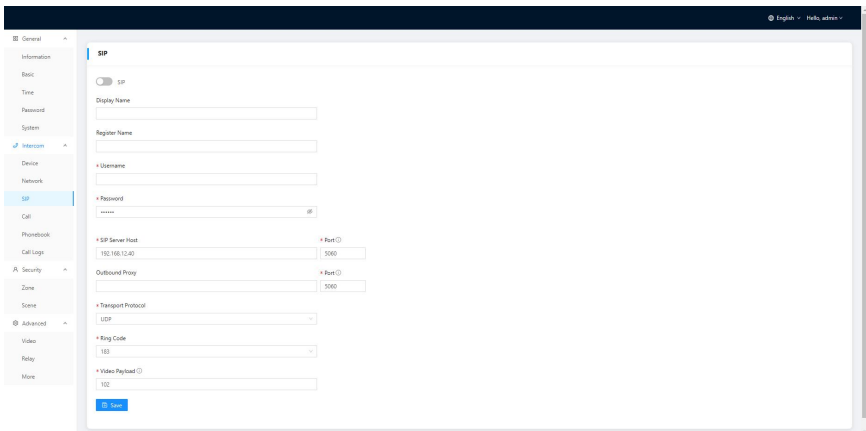 English Hello, admin
General
Information
Basic
Time
Password
System
Intercom
Device
Network
SIP
Call
Phonebook
Call Logs
Security
Zone
Scene
Advanced
Video
Relay
More
SIP
SIP
Display Name
Register Name
* Username
* Password
••••••
* SIP Server Host * Port
192.168.12.40 5060
Outbound Proxy * Port
5060
* Transport Protocol
UDP
* Ring Code
183
* Video Payload
102
Save